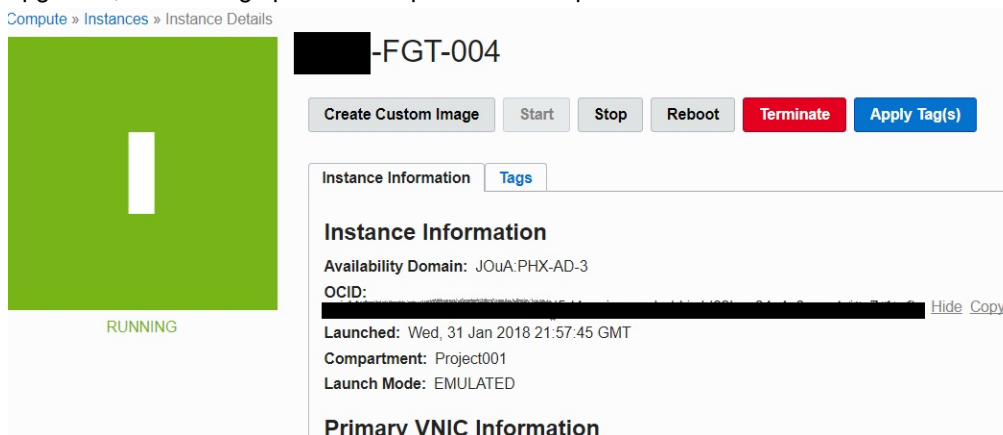 Compute » Instances » Instance Details
-FGT-004
Create Custom Image Start Stop Reboot Terminate Apply Tag(s)
Instance Information Tags
Instance Information
Availability Domain: JOuA:PHX-AD-3
OCID:
Hide Copy
RUNNING
Launched: Wed, 31 Jan 2018 21:57:45 GMT
Compartment: Project001
Launch Mode: EMULATED
Primary VNIC Information